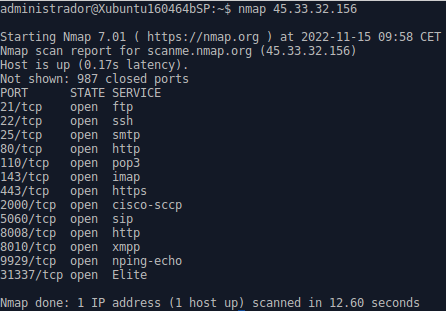 administrador@Xubuntu160464bSP:~$ nmap 45.33.32.156
Starting Nmap 7.01 ( https://nmap.org ) at 2022-11-15 09:58 CET
Nmap scan report for scanme.nmap.org (45.33.32.156)
Host is up (0.17s latency).
Not shown: 987 closed ports
PORT      STATE SERVICE
21/tcp    open  ftp
22/tcp    open  ssh
25/tcp    open  smtp
80/tcp    open  http
110/tcp   open  pop3
143/tcp   open  imap
443/tcp   open  https
2000/tcp  open  cisco-sccp
5060/tcp  open  sip
8008/tcp  open  http
8010/tcp  open  xmpp
9929/tcp  open  nping-echo
31337/tcp open  Elite
Nmap done: 1 IP address (1 host up) scanned in 12.60 seconds